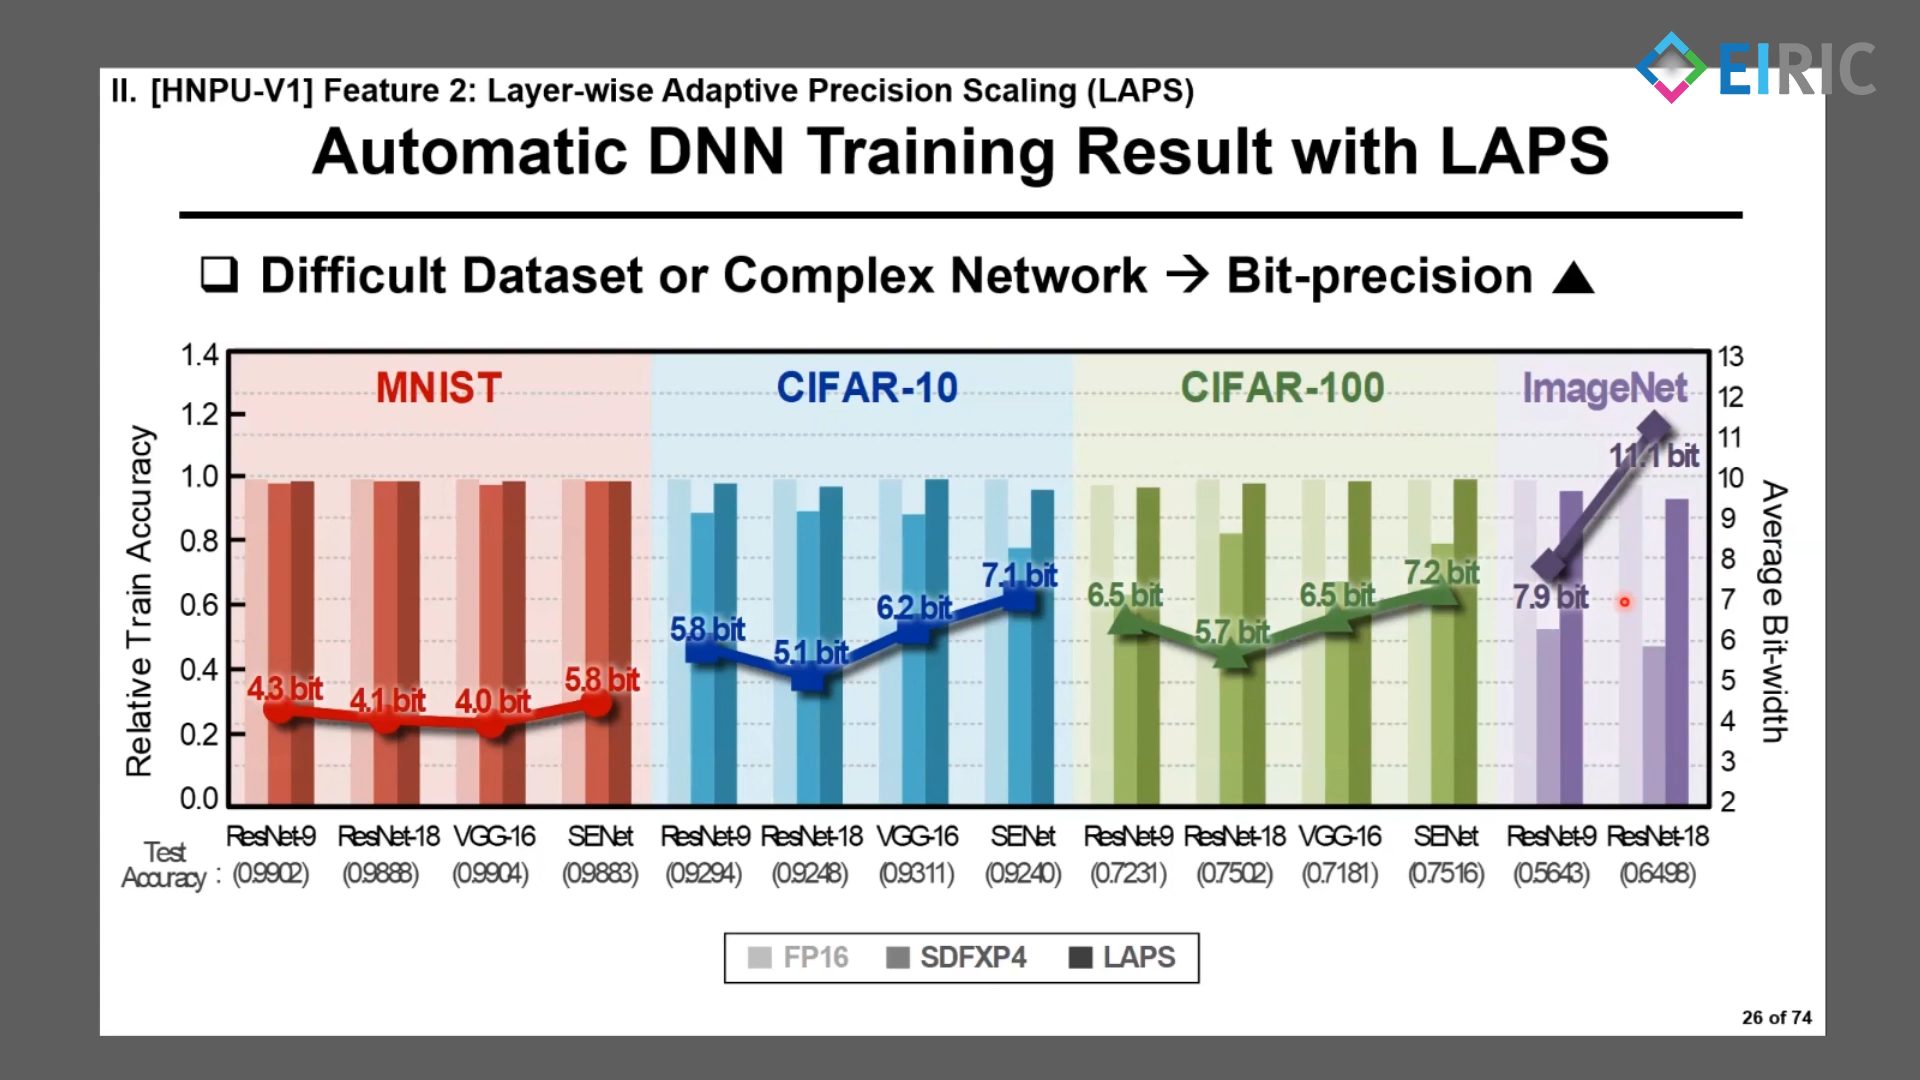 EIRIC
II. [HNPU-V1] Feature 2: Layer-wise Adaptive Precision Scaling (LAPS)
Automatic DNN Training Result with LAPS
❑ Difficult Dataset or Complex Network → Bit-precision ▲
MNIST
CIFAR-10
CIFAR-100
ImageNet
Relative Train Accuracy
1.4
1.2
1.0
0.8
0.6
0.4
0.2
0.0
4.3 bit
4.1 bit
4.0 bit
5.8 bit
5.8 bit
5.1 bit
6.2 bit
7.1 bit
6.5 bit
5.7 bit
6.5 bit
7.2 bit
7.9 bit
11.1 bit
13
12
11
10
9
8
7
6
5
4
3
2
Average Bit-width
ResNet-9 ResNet-18 VGG-16 SENet ResNet-9 ResNet-18 VGG-16 SENet ResNet-9 ResNet-18 VGG-16 SENet ResNet-9 ResNet-18
Test
Accuracy : (0.9902) (0.9888) (0.9904) (0.9883) (0.9294) (0.9248) (0.9311) (0.9240) (0.7231) (0.7502) (0.7181) (0.7516) (0.5643) (0.6498)
FP16 SDFXP4 LAPS
26 of 74